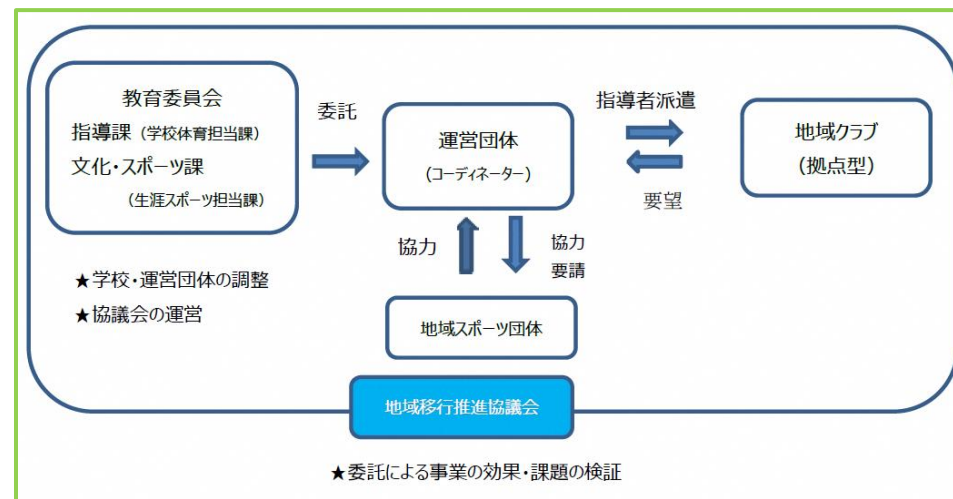 教育委員会
指導課（学校体育担当課）
文化・スポーツ課
（生涯スポーツ担当課）
委託
運営団体
（コーディネーター）
指導者派遣
要望
地域クラブ
（拠点型）
協力
協力
要請
★学校・運営団体の調整
★協議会の運営
地域スポーツ団体
地域移行推進協議会
★委託による事業の効果・課題の検証